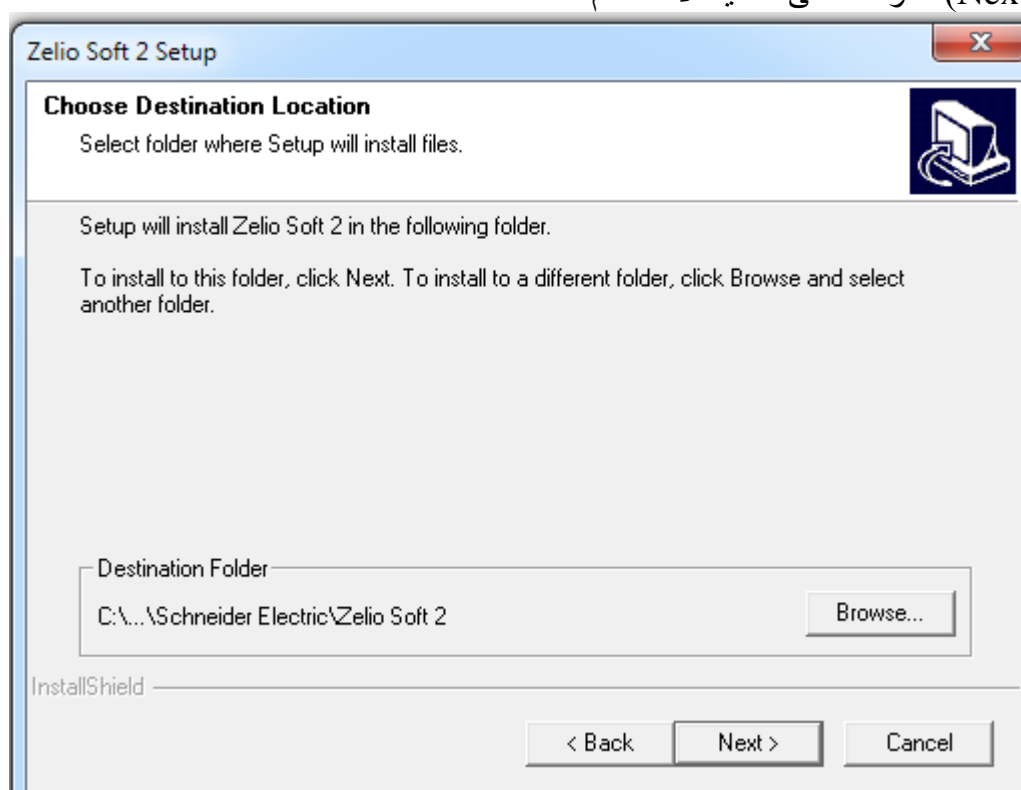 (Nex
Zelio Soft 2 Setup
x
Choose Destination Location
Select folder where Setup will install files.
Setup will install Zelio Soft 2 in the following folder.
To install to this folder, click Next. To install to a different folder, click Browse and select
another folder.
Destination Folder
C:\...\Schneider Electric\Zelio Soft 2
Browse...
InstallShield
< Back
Next >
Cancel